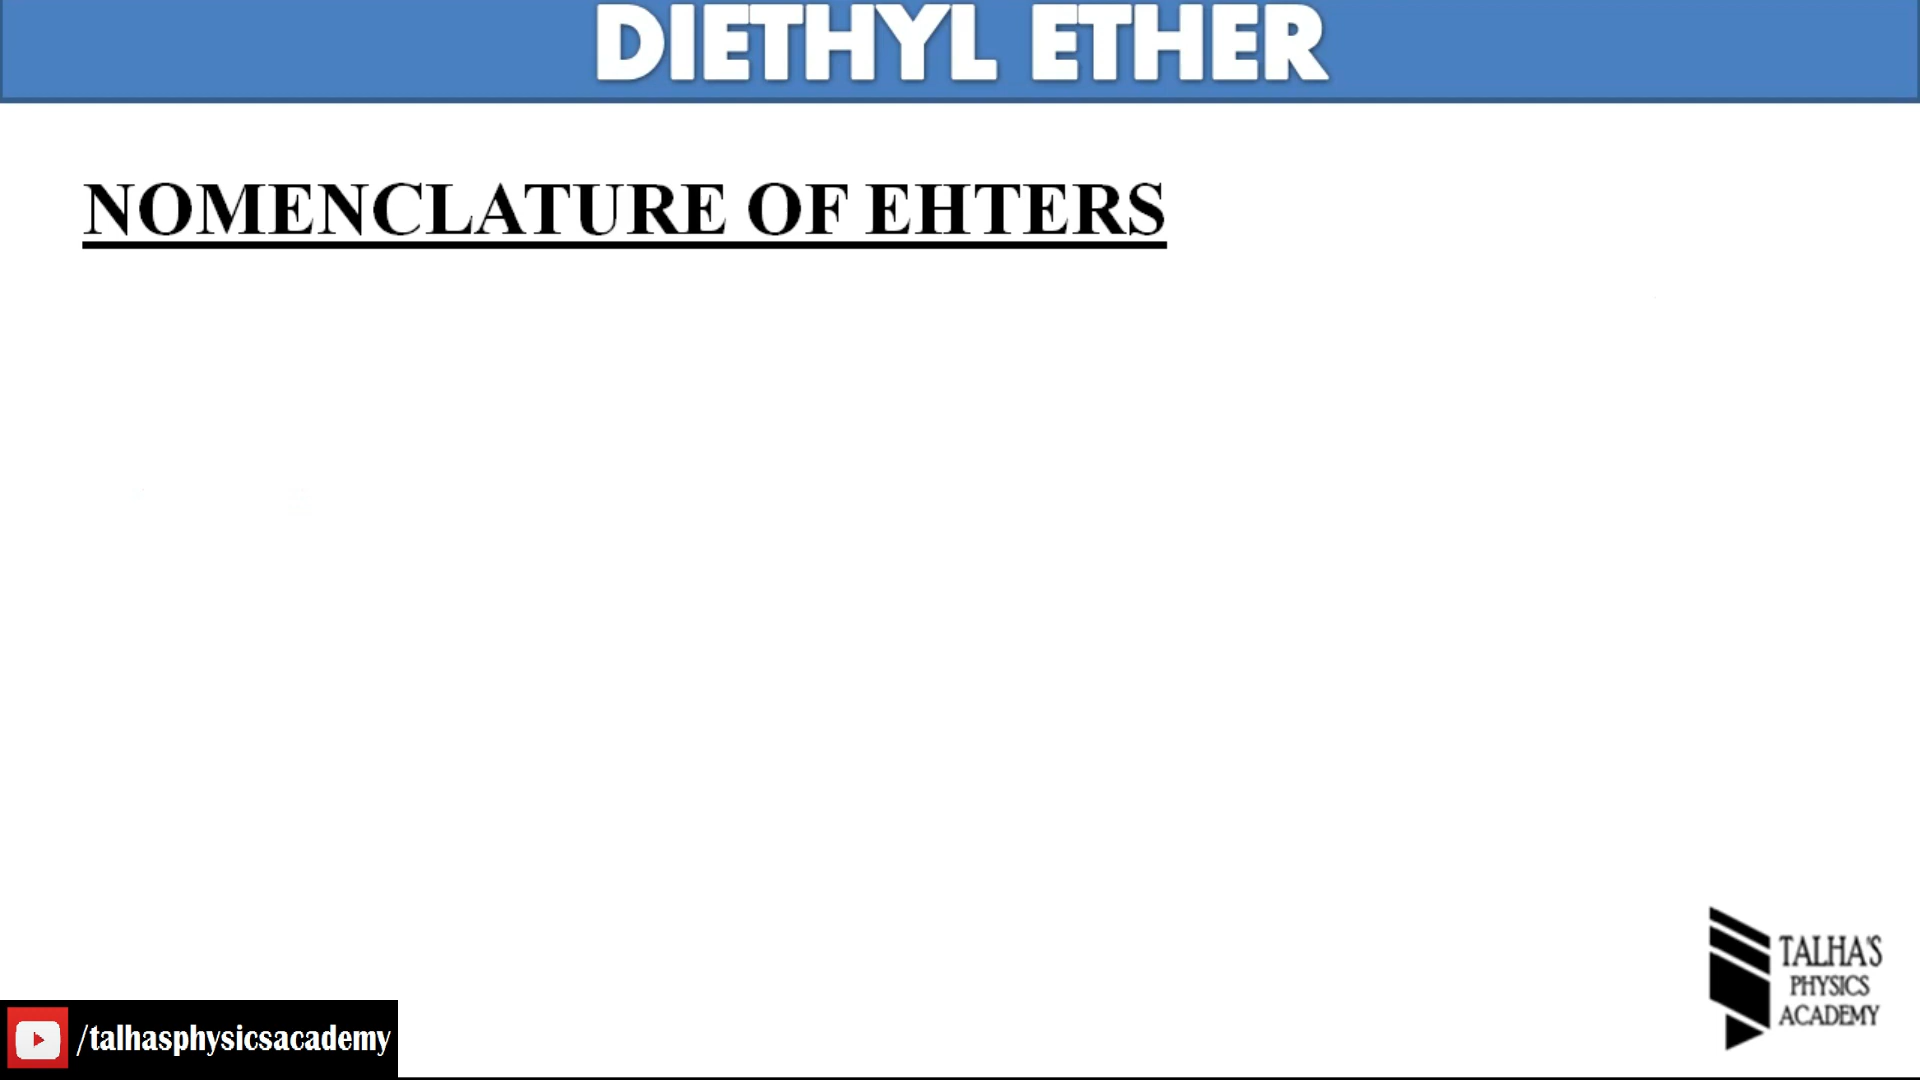 DIETHYL ETHER
NOMENCLATURE OF EHTERS
TALHA'S
PHYSICS
ACADEMY
/talhasphysicsacademy